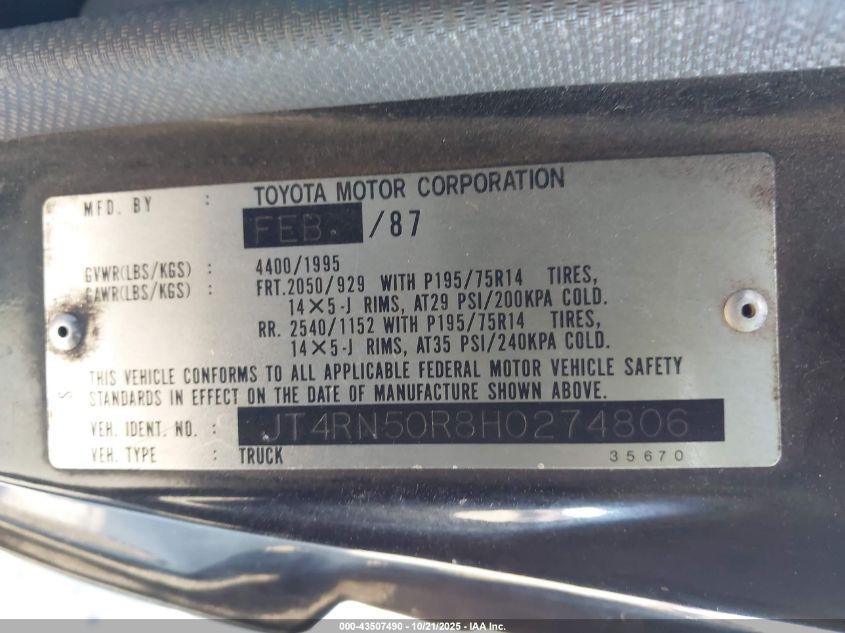 MFD. BY : TOYOTA MOTOR CORPORATION
FEB. /87
GVWR(LBS/KGS) : 4400/1995
GAWR(LBS/KGS) : FRT. 2050/929 WITH P195/75R14 TIRES,
14×5-J RIMS, AT29 PSI/200KPA COLD.
RR. 2540/1152 WITH P195/75R14 TIRES,
14×5-J RIMS, AT35 PSI/240KPA COLD.
THIS VEHICLE CONFORMS TO ALL APPLICABLE FEDERAL MOTOR VEHICLE SAFETY
S STANDARDS IN EFFECT ON THE DATE OF MANUFACTURE SHOWN ABOVE.
VEH. IDENT. NO. : JT4RN50R8H0274806
VEH. TYPE : TRUCK 35670
000-43507490 - 10/21/2025 - IAA Inc.